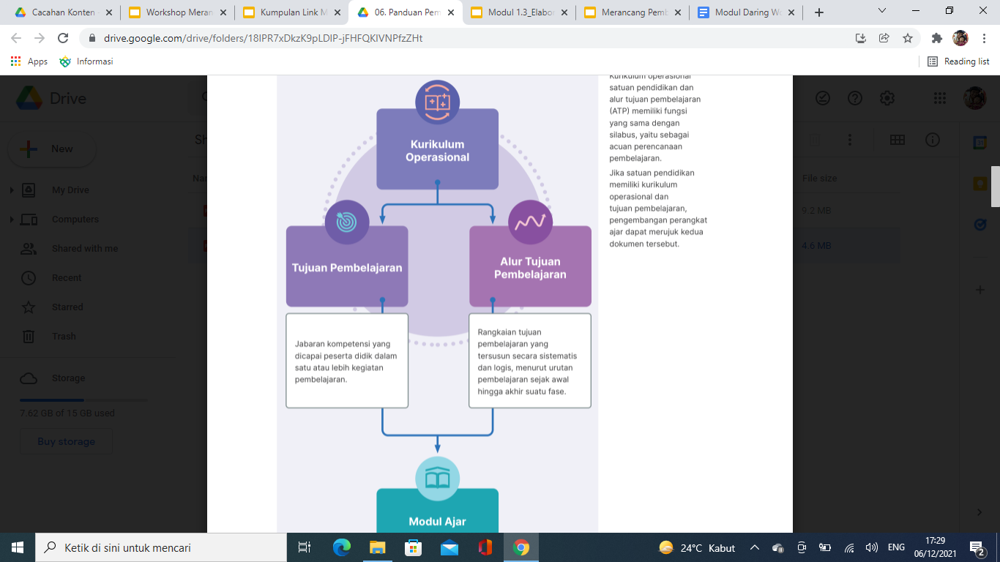 Cacahan Konten
Workshop Meran
Kumpulan Link M
06. Panduan Pem
Modul 1.3_Elabor
Merancang Pemb
Modul Daring Wo
drive.google.com/drive/folders/18IPR7xDkzK9pLDIP-jFHFQKIVNPfzZHt
Apps
Informasi
Reading list
Drive
New
My Drive
Computers
Shared with me
Recent
Starred
Trash
Storage
7.62 GB of 15 GB used
Buy storage
Kurikulum
Operasional
Tujuan Pembelajaran
Alur Tujuan
Pembelajaran
Jabaran kompetensi yang
dicapai peserta didik dalam
satu atau lebih kegiatan
pembelajaran.
Rangkaian tujuan
pembelajaran yang
tersusun secara sistematis
dan logis, menurut urutan
pembelajaran sejak awal
hingga akhir suatu fase.
Modul Ajar
Kurikulum operasional
satuan pendidikan dan
alur tujuan pembelajaran
(ATP) memiliki fungsi
yang sama dengan
silabus, yaitu sebagai
acuan perencanaan
pembelajaran.
Jika satuan pendidikan
memiliki kurikulum
operasional dan
tujuan pembelajaran,
pengembangan perangkat
ajar dapat merujuk kedua
dokumen tersebut.
File size
9.2 MB
4.6 MB
Ketik di sini untuk mencari
24°C Kabut
ENG
17:29
06/12/2021
2